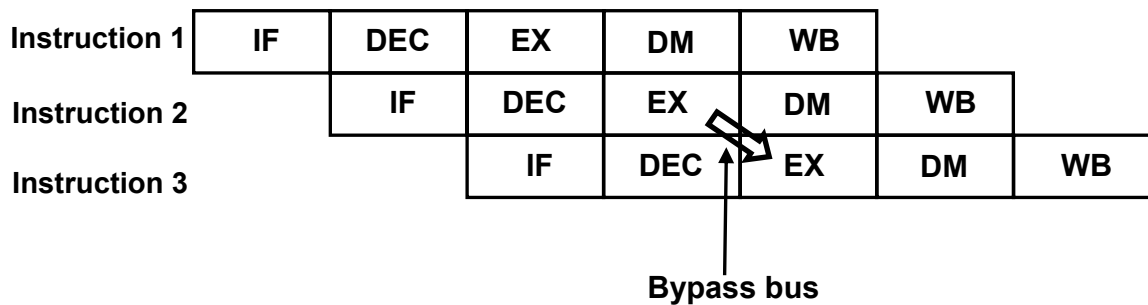 Instruction 1 IF DEC EX DM WB
Instruction 2 IF DEC EX DM WB
Instruction 3 IF DEC EX DM WB
Bypass bus